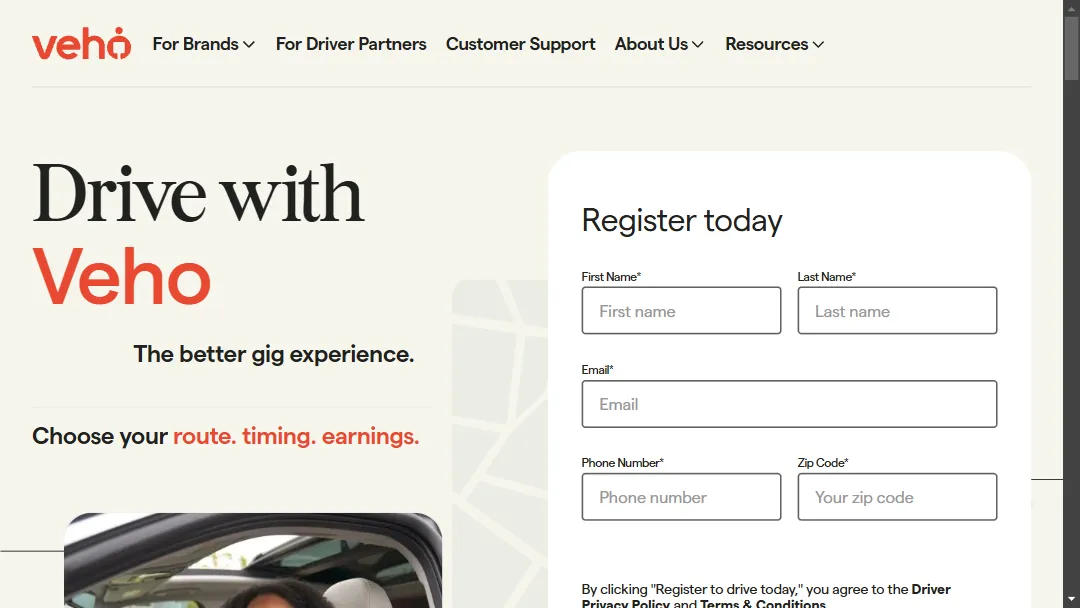 veho For Brands For Driver Partners Customer Support About Us Resources
Drive with
Veho
The better gig experience.
Choose your route. timing. earnings.
Register today
First Name* Last Name*
First name Last name
Email*
Email
Phone Number* Zip Code*
Phone number Your zip code
By clicking "Register to drive today," you agree to the Driver
Privacy Policy and Terms & Conditions